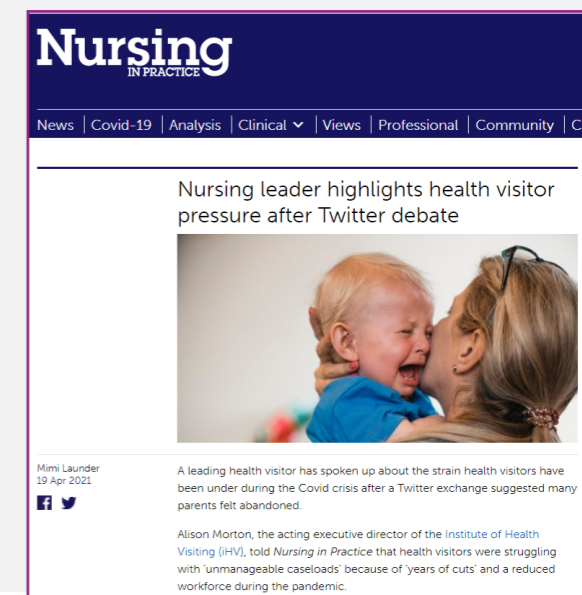 Nursing
IN PRACTICE
News | Covid-19 | Analysis | Clinical | Views | Professional | Community | C
Nursing leader highlights health visitor
pressure after Twitter debate
Mimi Launder
19 Apr 2021
A leading health visitor has spoken up about the strain health visitors have
been under during the Covid crisis after a Twitter exchange suggested many
parents felt abandoned.
Alison Morton, the acting executive director of the Institute of Health
Visiting (iHV), told Nursing in Practice that health visitors were struggling
with ‘unmanageable caseloads’ because of ‘years of cuts’ and a reduced
workforce during the pandemic.